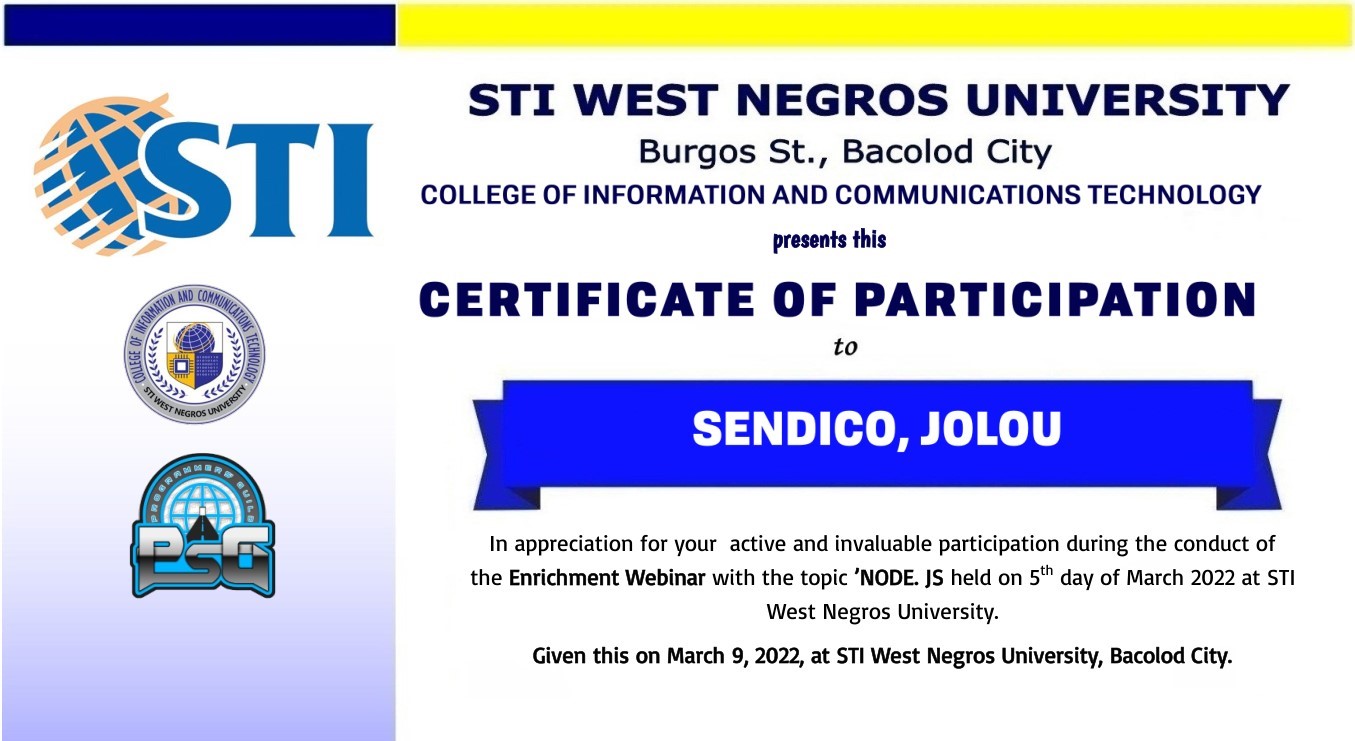 STI WEST NEGROS UNIVERSITY
Burgos St., Bacolod City
COLLEGE OF INFORMATION AND COMMUNICATIONS TECHNOLOGY
presents this
CERTIFICATE OF PARTICIPATION
to
SENDICO, JOLOU
In appreciation for your active and invaluable participation during the conduct of
the Enrichment Webinar with the topic ’NODE. JS held on 5th day of March 2022 at STI
West Negros University.
Given this on March 9, 2022, at STI West Negros University, Bacolod City.
STI
COLLEGE OF INFORMATION AND COMMUNICATIONS TECHNOLOGY
STI WEST NEGROS UNIVERSITY
PROGRAMMERS' GUILD
PSG